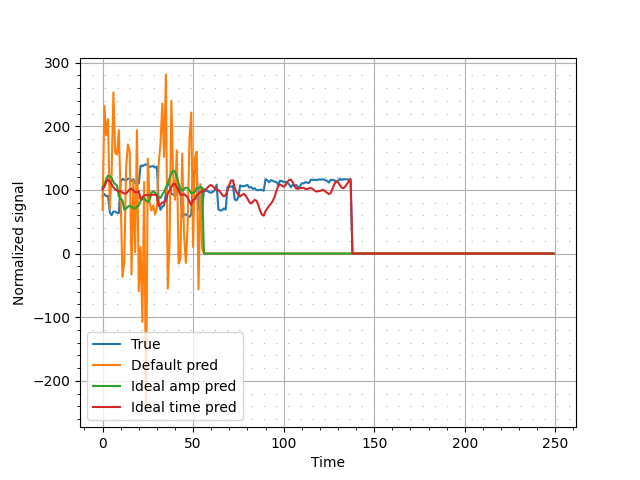 300
200
100
0
−100
−200
Normalized signal
True
Default pred
Ideal amp pred
Ideal time pred
0
50
100
150
200
250
Time